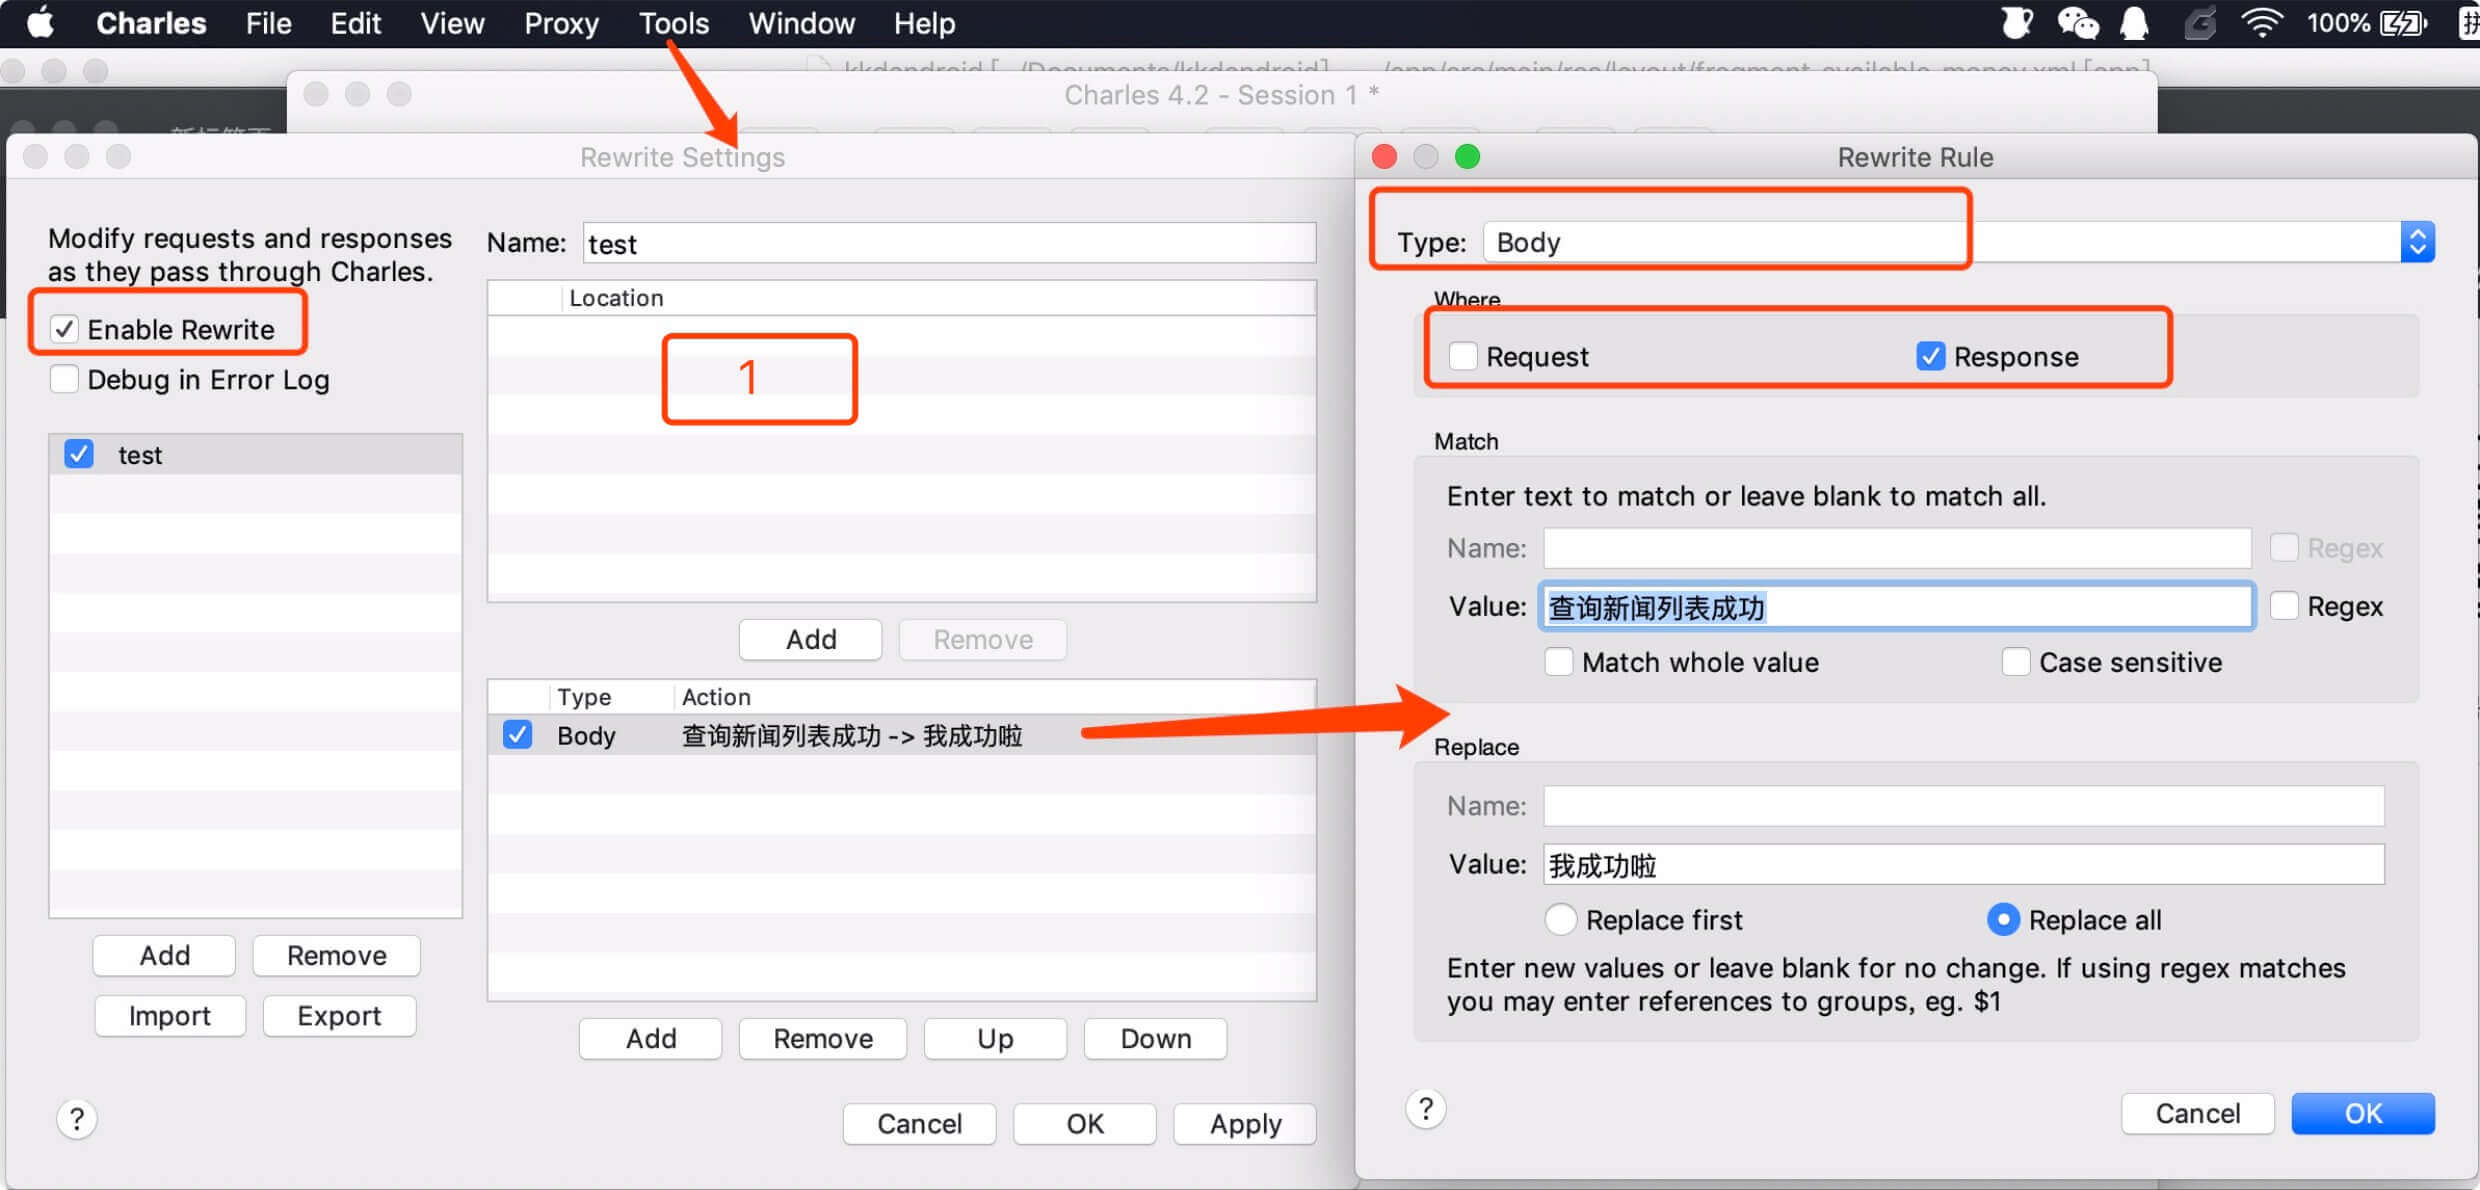 Charles File Edit View Proxy Tools Window Help 100%
Charles 4.2 - Session 1 *
Rewrite Settings
Modify requests and responses
as they pass through Charles.
Enable Rewrite
Debug in Error Log
test
Add Remove
Import Export
Name: test
Location
1
Add Remove
Type Action
Body 查询新闻列表成功 -> 我成功啦
Add Remove Up Down
Cancel OK Apply
?
Rewrite Rule
Type: Body
Where
Request Response
Match
Enter text to match or leave blank to match all.
Name: Regex
Value: 查询新闻列表成功 Regex
Match whole value Case sensitive
Replace
Name:
Value: 我成功啦
Replace first Replace all
Enter new values or leave blank for no change. If using regex matches
you may enter references to groups, eg. $1
?
Cancel OK